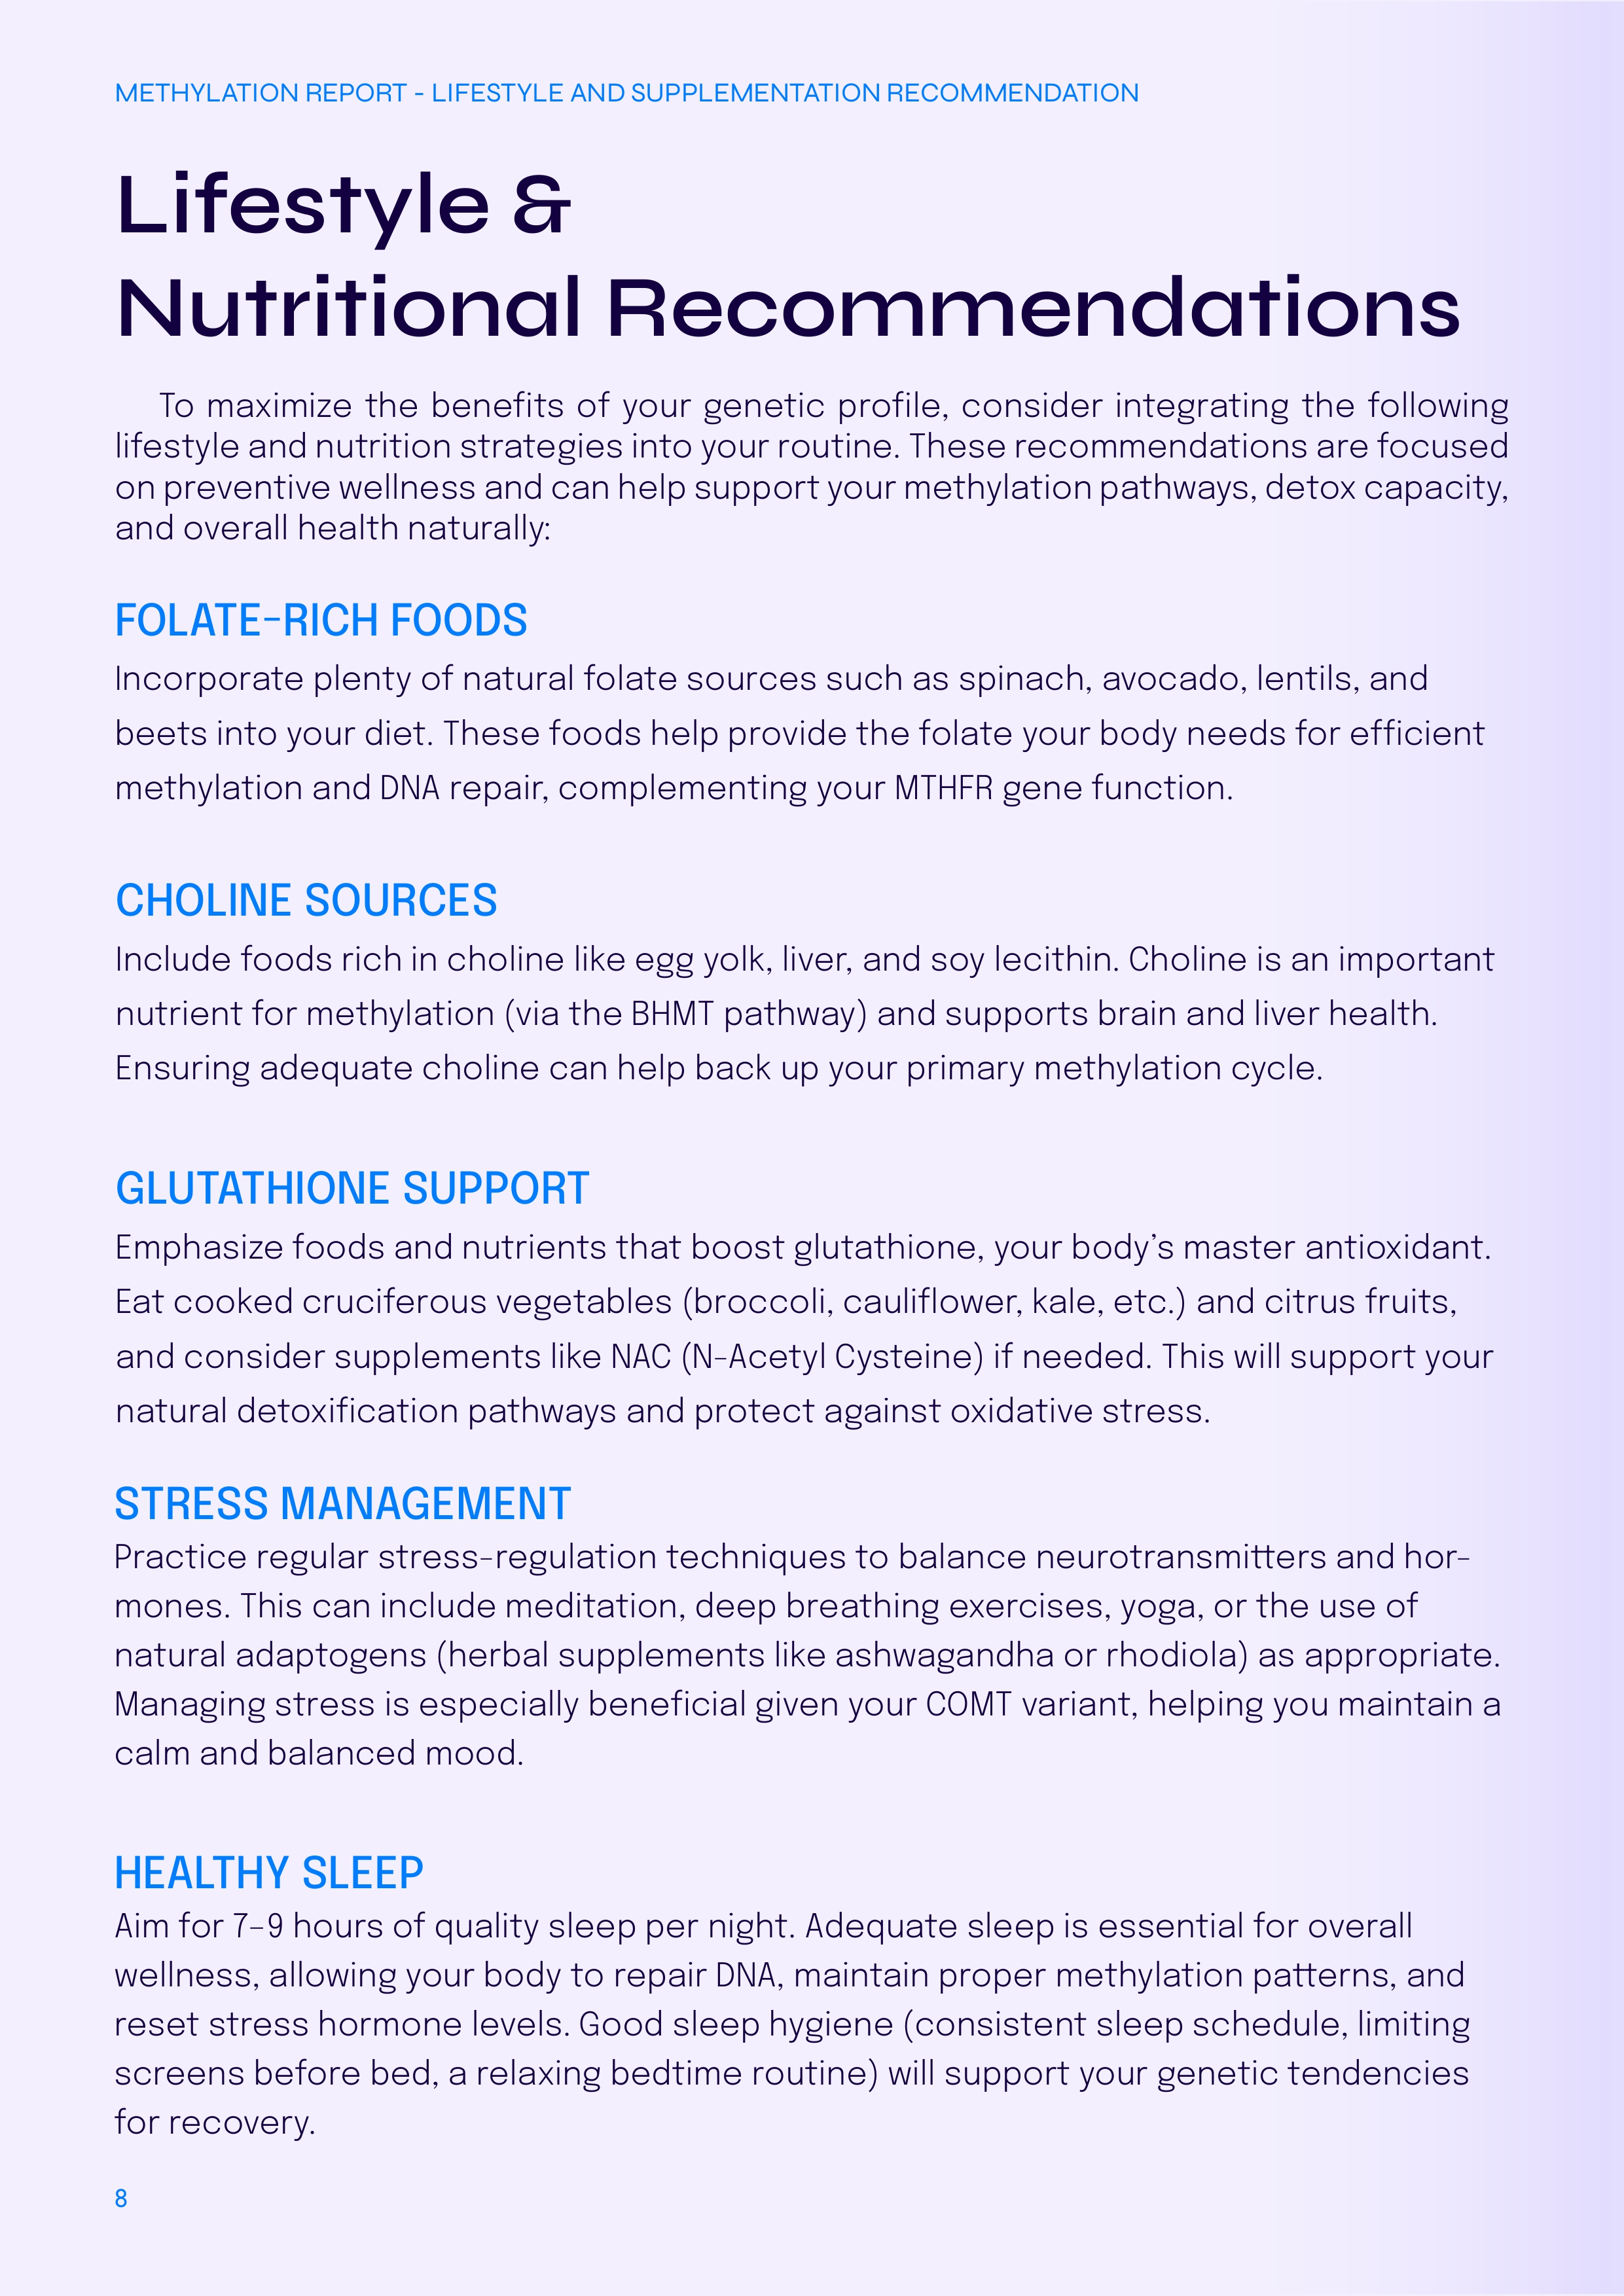 METHYLATION REPORT - LIFESTYLE AND SUPPLEMENTATION RECOMMENDATION
Lifestyle &
Nutritional Recommendations
To maximize the benefits of your genetic profile, consider integrating the following
lifestyle and nutrition strategies into your routine. These recommendations are focused
on preventive wellness and can help support your methylation pathways, detox capacity,
and overall health naturally:
FOLATE-RICH FOODS
Incorporate plenty of natural folate sources such as spinach, avocado, lentils, and
beets into your diet. These foods help provide the folate your body needs for efficient
methylation and DNA repair, complementing your MTHFR gene function.
CHOLINE SOURCES
Include foods rich in choline like egg yolk, liver, and soy lecithin. Choline is an important
nutrient for methylation (via the BHMT pathway) and supports brain and liver health.
Ensuring adequate choline can help back up your primary methylation cycle.
GLUTATHIONE SUPPORT
Emphasize foods and nutrients that boost glutathione, your body’s master antioxidant.
Eat cooked cruciferous vegetables (broccoli, cauliflower, kale, etc.) and citrus fruits,
and consider supplements like NAC (N-Acetyl Cysteine) if needed. This will support your
natural detoxification pathways and protect against oxidative stress.
STRESS MANAGEMENT
Practice regular stress-regulation techniques to balance neurotransmitters and hor-
mones. This can include meditation, deep breathing exercises, yoga, or the use of
natural adaptogens (herbal supplements like ashwagandha or rhodiola) as appropriate.
Managing stress is especially beneficial given your COMT variant, helping you maintain a
calm and balanced mood.
HEALTHY SLEEP
Aim for 7-9 hours of quality sleep per night. Adequate sleep is essential for overall
wellness, allowing your body to repair DNA, maintain proper methylation patterns, and
reset stress hormone levels. Good sleep hygiene (consistent sleep schedule, limiting
screens before bed, a relaxing bedtime routine) will support your genetic tendencies
for recovery.
8